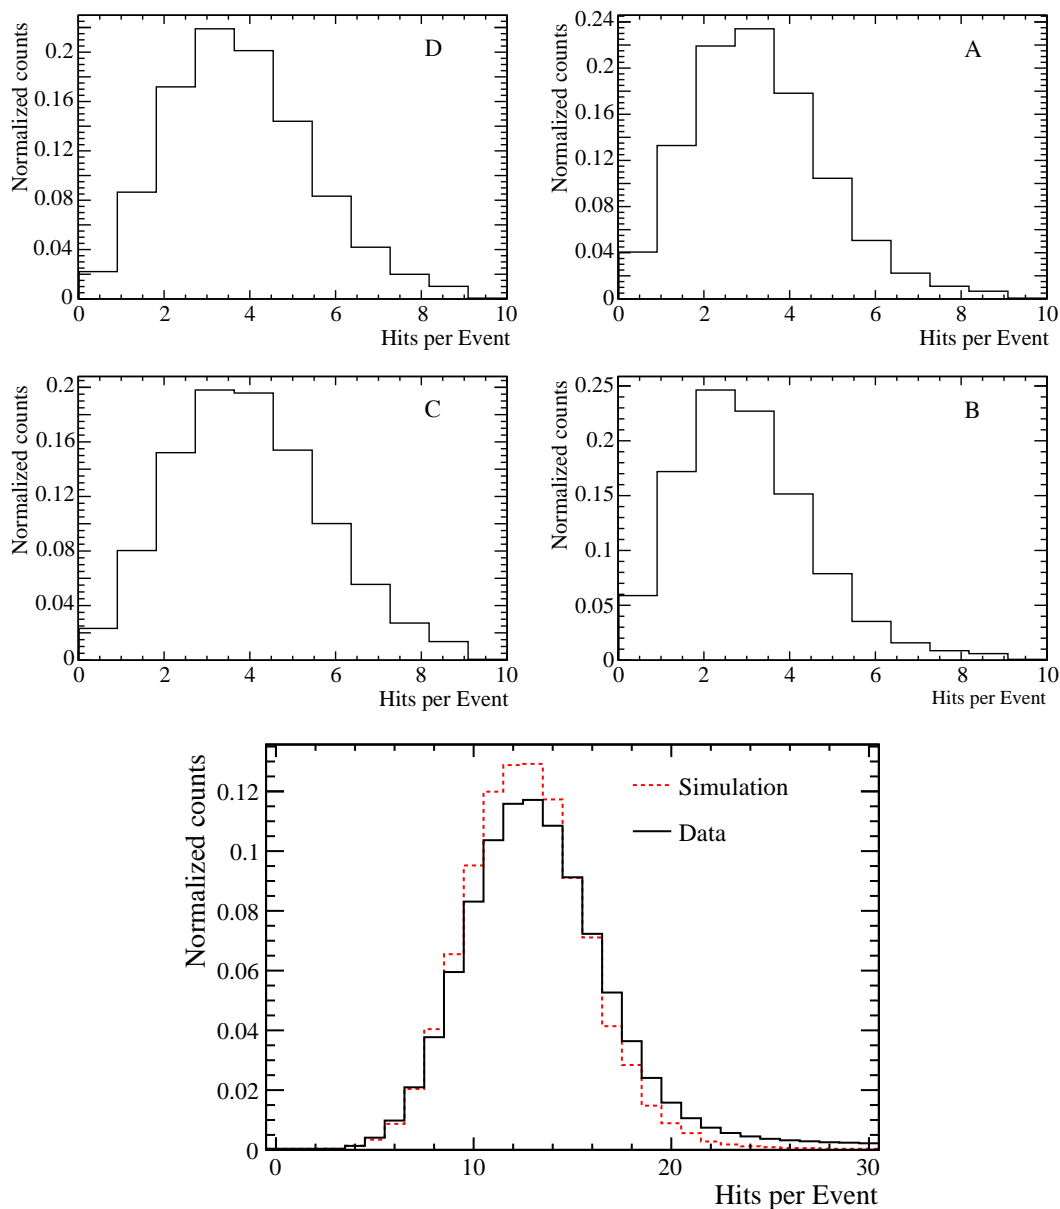 D
Normalized counts
0.2
0.16
0.12
0.08
0.04
0
0 2 4 6 8 10
Hits per Event
A
Normalized counts
0.24
0.2
0.16
0.12
0.08
0.04
0
0 2 4 6 8 10
Hits per Event
C
Normalized counts
0.2
0.16
0.12
0.08
0.04
0
0 2 4 6 8 10
Hits per Event
B
Normalized counts
0.25
0.2
0.15
0.1
0.05
0
0 2 4 6 8 10
Hits per Event
Normalized counts
0.12
0.1
0.08
0.06
0.04
0.02
0
Simulation
Data
0 10 20 30
Hits per Event